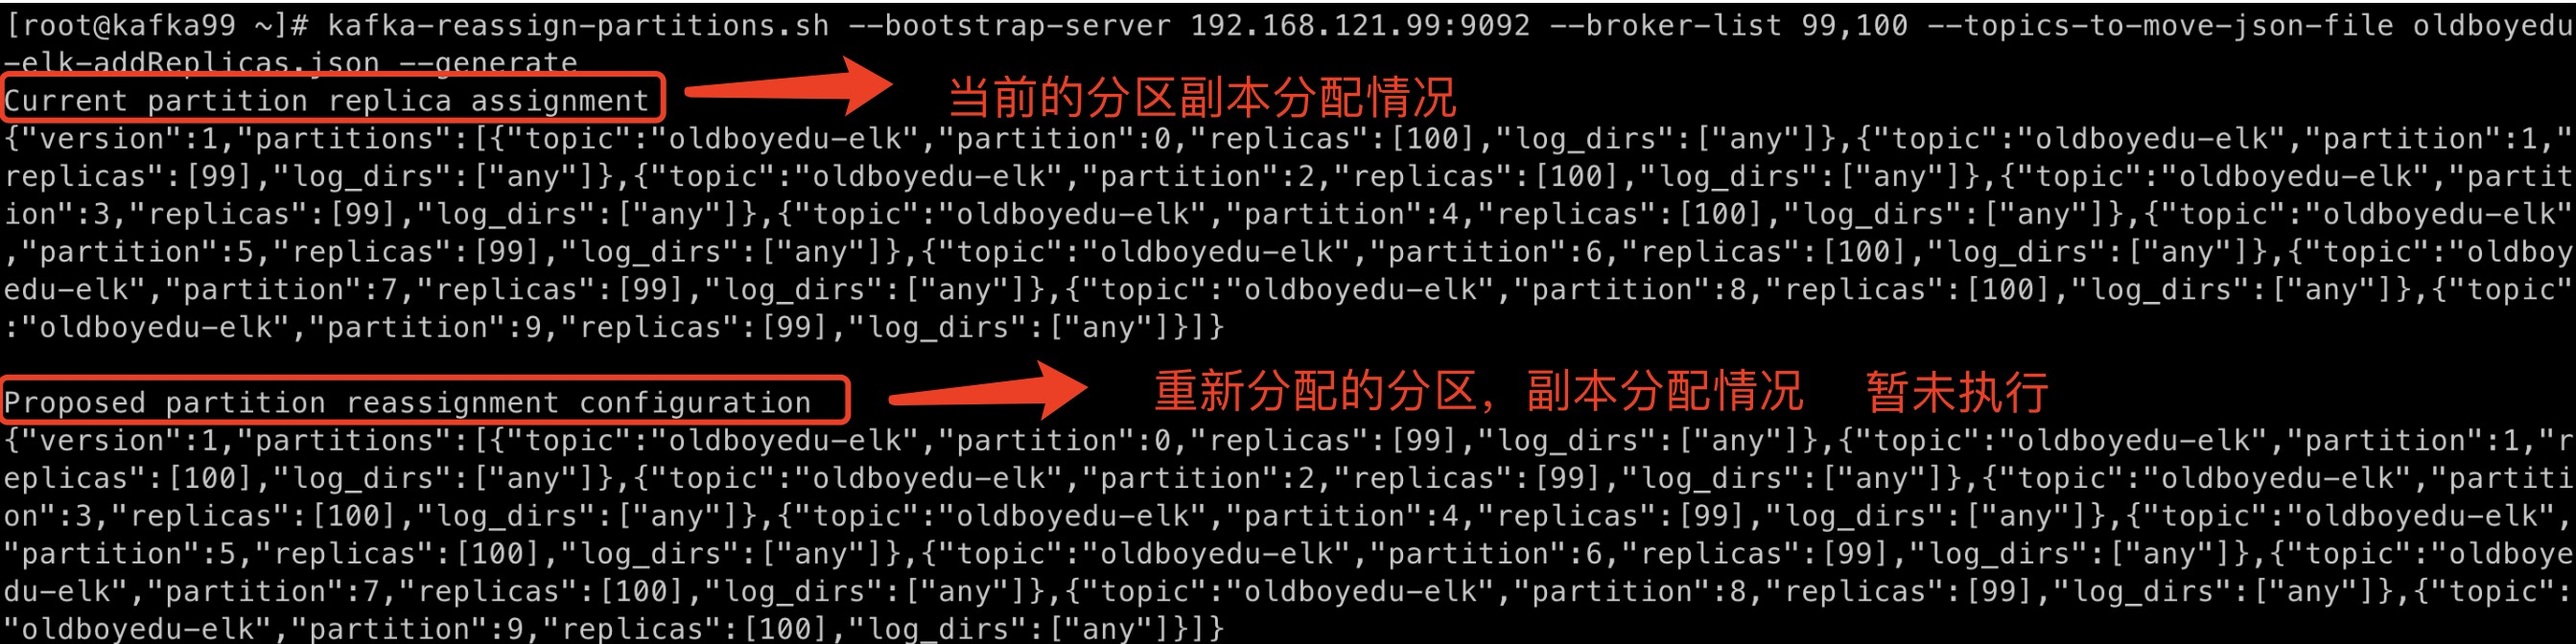 [root@kafka99 ~]# kafka-reassign-partitions.sh --bootstrap-server 192.168.121.99:9092 --broker-list 99,100 --topics-to-move-json-file oldboyedu
-elk-addReplicas.json --generate
Current partition replica assignment
当前的分区副本分配情况
{"version":1,"partitions":[{"topic":"oldboyedu-elk","partition":0,"replicas":[100],"log_dirs":["any"]},{"topic":"oldboyedu-elk","partition":1,"
replicas":[99],"log_dirs":["any"]},{"topic":"oldboyedu-elk","partition":2,"replicas":[100],"log_dirs":["any"]},{"topic":"oldboyedu-elk","partit
ion":3,"replicas":[99],"log_dirs":["any"]},{"topic":"oldboyedu-elk","partition":4,"replicas":[100],"log_dirs":["any"]},{"topic":"oldboyedu-elk"
,"partition":5,"replicas":[99],"log_dirs":["any"]},{"topic":"oldboyedu-elk","partition":6,"replicas":[100],"log_dirs":["any"]},{"topic":"oldboy
edu-elk","partition":7,"replicas":[99],"log_dirs":["any"]},{"topic":"oldboyedu-elk","partition":8,"replicas":[100],"log_dirs":["any"]},{"topic"
:"oldboyedu-elk","partition":9,"replicas":[99],"log_dirs":["any"]}]}
Proposed partition reassignment configuration
重新分配的分区，副本分配情况 暂未执行
{"version":1,"partitions":[{"topic":"oldboyedu-elk","partition":0,"replicas":[99],"log_dirs":["any"]},{"topic":"oldboyedu-elk","partition":1,"r
eplicas":[100],"log_dirs":["any"]},{"topic":"oldboyedu-elk","partition":2,"replicas":[99],"log_dirs":["any"]},{"topic":"oldboyedu-elk","partiti
on":3,"replicas":[100],"log_dirs":["any"]},{"topic":"oldboyedu-elk","partition":4,"replicas":[99],"log_dirs":["any"]},{"topic":"oldboyedu-elk",
"partition":5,"replicas":[100],"log_dirs":["any"]},{"topic":"oldboyedu-elk","partition":6,"replicas":[99],"log_dirs":["any"]},{"topic":"oldboye
du-elk","partition":7,"replicas":[100],"log_dirs":["any"]},{"topic":"oldboyedu-elk","partition":8,"replicas":[99],"log_dirs":["any"]},{"topic":
"oldboyedu-elk","partition":9,"replicas":[100],"log_dirs":["any"]}]}